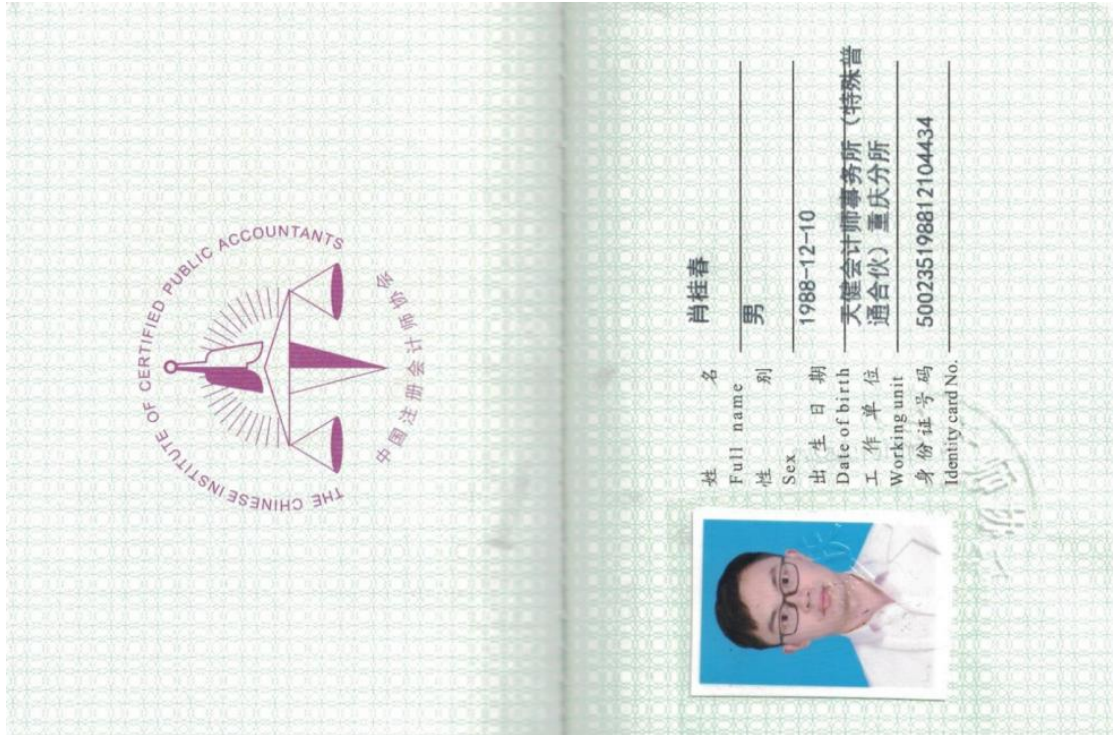 THE CHINESE INSTITUTE OF CERTIFIED PUBLIC ACCOUNTANTS
中国注册会计师协会
姓 名 肖桂春
Full name
性 别 男
Sex
出 生 日 期 1988-12-10
Date of birth
工 作 单 位 天健会计师事务所（特殊普
通合伙）重庆分所
Working unit
身 份 证 号 码 500235198812104434
Identity card No.